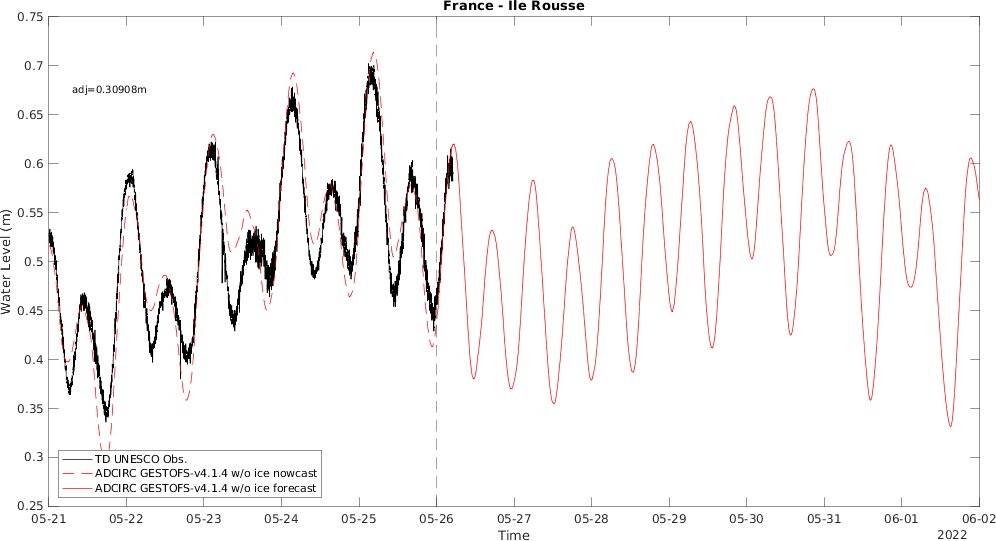 France - Ile Rousse
0.75
0.7
0.65
0.6
0.55
0.5
0.45
0.4
0.35
0.3
0.25
Water Level (m)
adj=0.30908m
TD UNESCO Obs.
ADCIRC GESTOFS-v4.1.4 w/o ice nowcast
ADCIRC GESTOFS-v4.1.4 w/o ice forecast
05-21 05-22 05-23 05-24 05-25 05-26 05-27 05-28 05-29 05-30 05-31 06-01 06-02
Time
2022